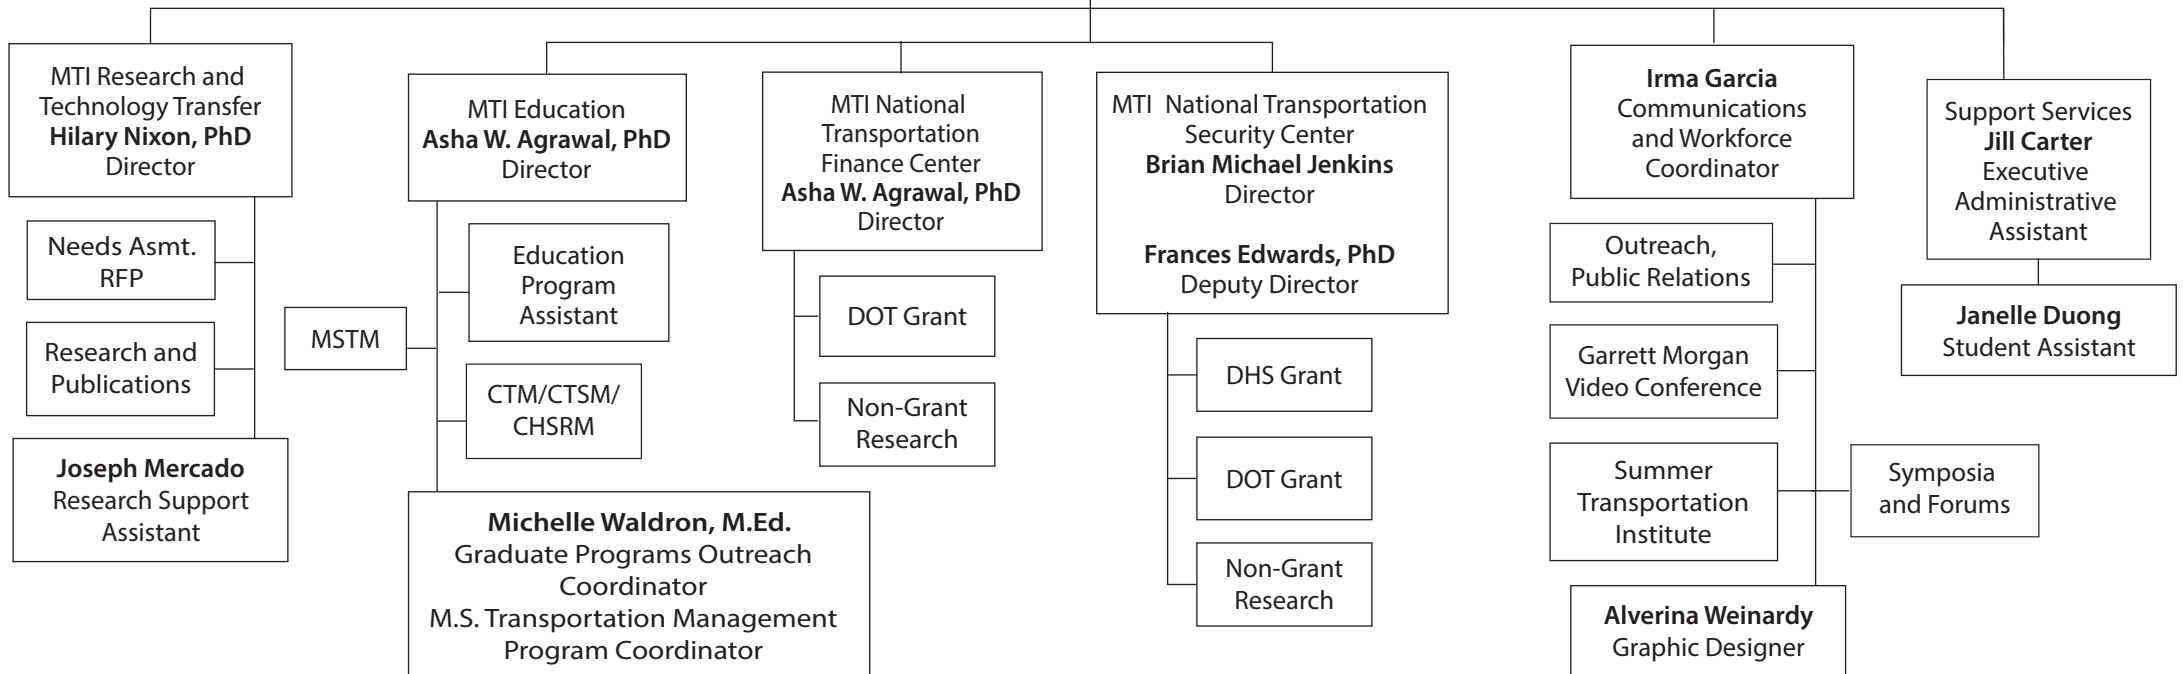 MTI Research and
Technology Transfer
Hilary Nixon, PhD
Director
Needs Asmt.
RFP
Research and
Publications
Joseph Mercado
Research Support
Assistant
MTI Education
Asha W. Agrawal, PhD
Director
Education
Program
Assistant
MSTM
CTM/CTSM/
CHSRM
Michelle Waldron, M.Ed.
Graduate Programs Outreach
Coordinator
M.S. Transportation Management
Program Coordinator
MTI National
Transportation
Finance Center
Asha W. Agrawal, PhD
Director
DOT Grant
Non-Grant
Research
MTI National Transportation
Security Center
Brian Michael Jenkins
Director
Frances Edwards, PhD
Deputy Director
DHS Grant
DOT Grant
Non-Grant
Research
Irma Garcia
Communications
and Workforce
Coordinator
Outreach,
Public Relations
Garrett Morgan
Video Conference
Summer
Transportation
Institute
Symposia
and Forums
Alverina Weinardy
Graphic Designer
Support Services
Jill Carter
Executive
Administrative
Assistant
Janelle Duong
Student Assistant